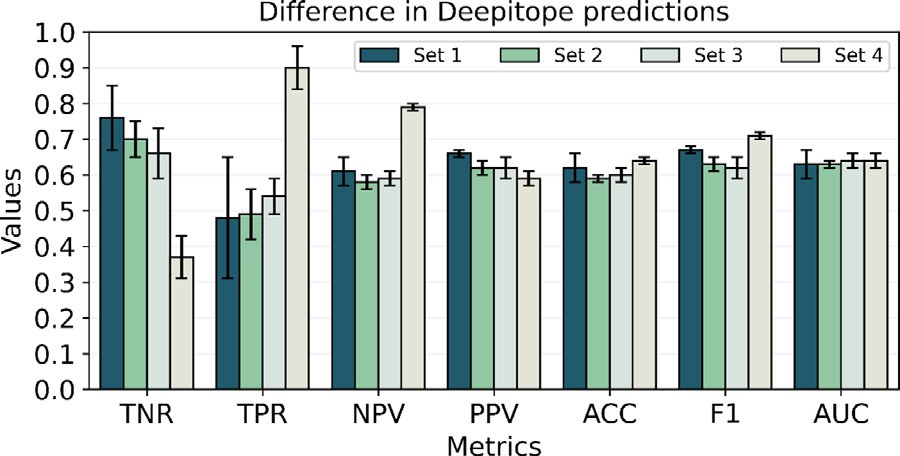 Difference in Deepitope predictions
Set 1 Set 2 Set 3 Set 4
Values
1.0
0.9
0.8
0.7
0.6
0.5
0.4
0.3
0.2
0.1
0.0
TNR TPR NPV PPV ACC F1 AUC
Metrics